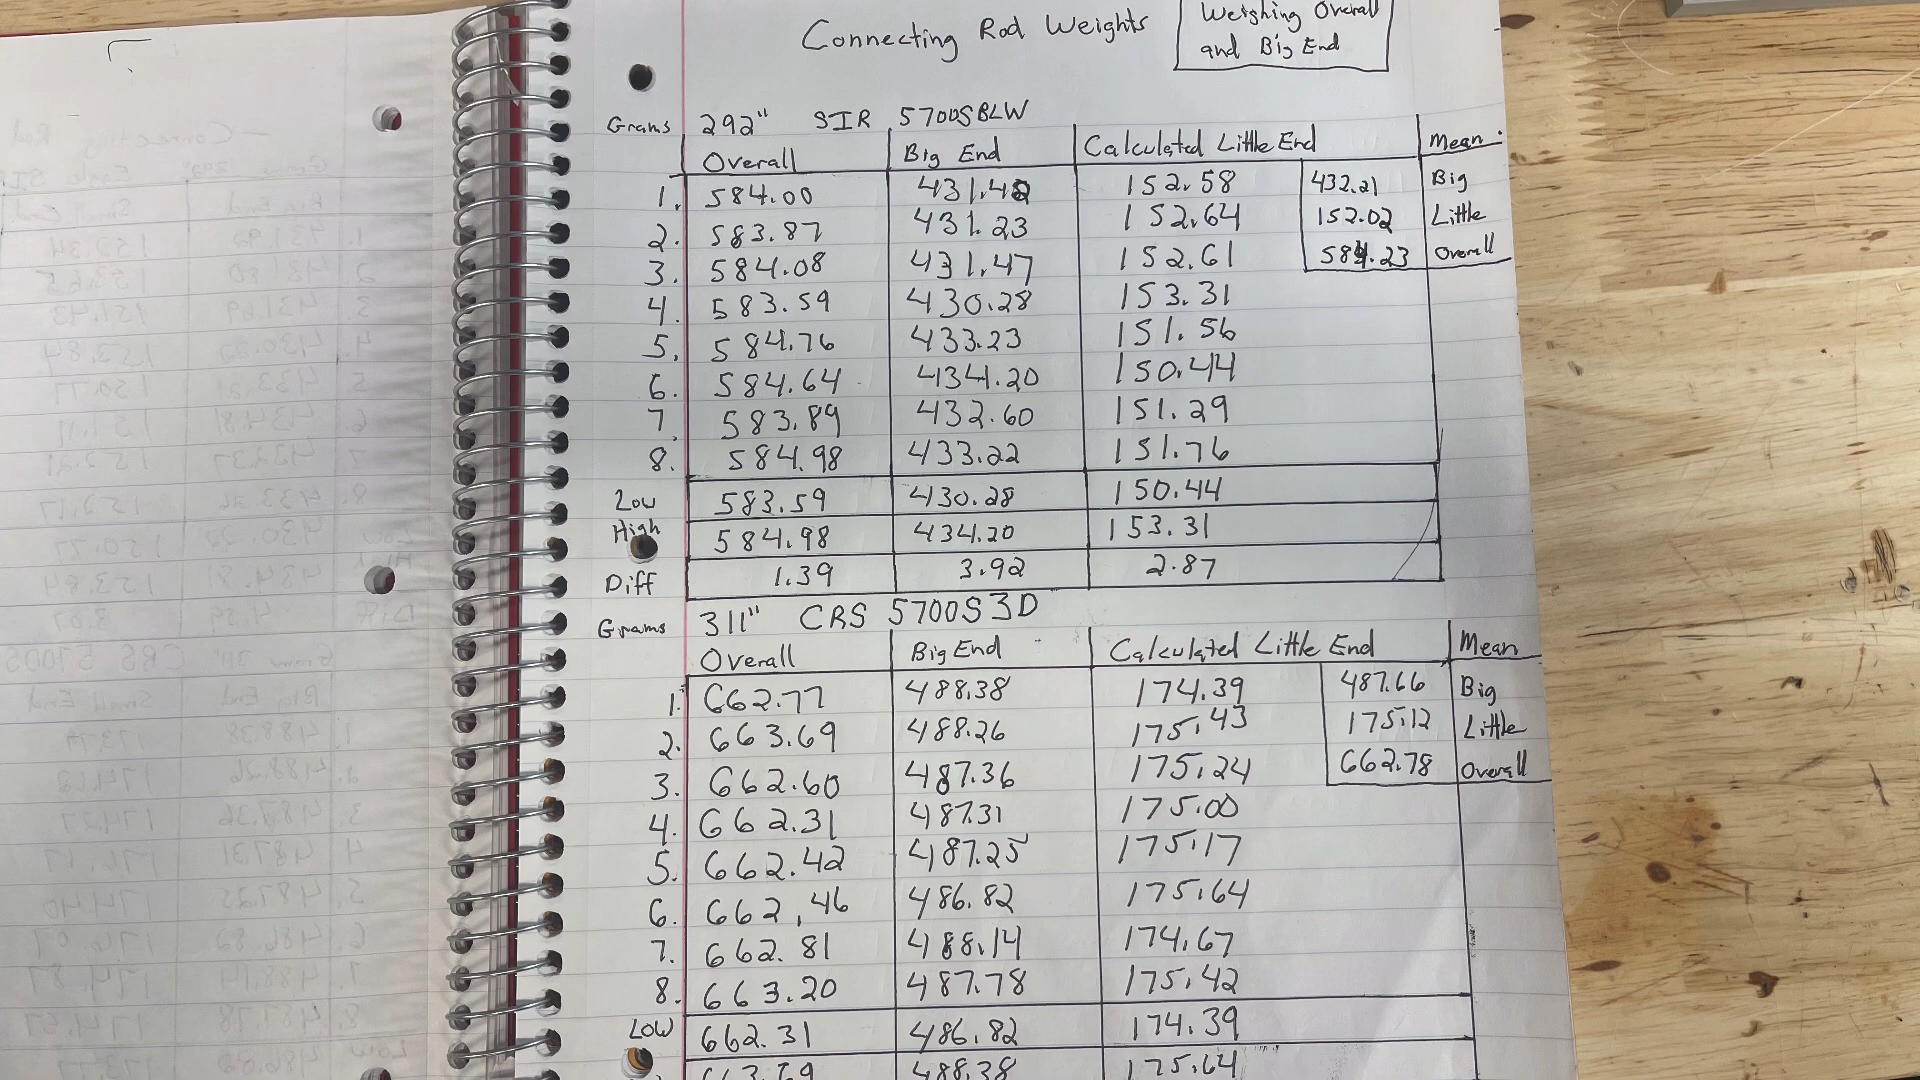 Connecting Rod Weights
Weighing Overall
and Big End
Grams 292" SIR 5700SBLW
Overall Big End Calculated Little End Mean
1. 584.00 431.42 152.58 432.21 Big
2. 583.87 431.23 152.64 152.02 Little
3. 584.08 431.47 152.61 584.23 Overall
4. 583.59 430.28 153.31
5. 584.76 433.23 151.56
6. 584.64 434.20 150.44
7. 583.89 432.60 151.29
8. 584.98 433.22 151.76
Low 583.59 430.28 150.44
High 584.98 434.20 153.31
Diff 1.39 3.92 2.87
Grams 311" CRS 5700S3D
Overall Big End Calculated Little End Mean
1. 662.77 488.38 174.39 487.66 Big
2. 663.69 488.26 175.43 175.12 Little
3. 662.60 487.36 175.24 662.78 Overall
4. 662.31 487.31 175.00
5. 662.42 487.25 175.17
6. 662.46 486.82 175.64
7. 662.81 488.14 174.67
8. 663.20 487.78 175.42
Low 662.31 486.82 174.39
663.69 488.38 175.64